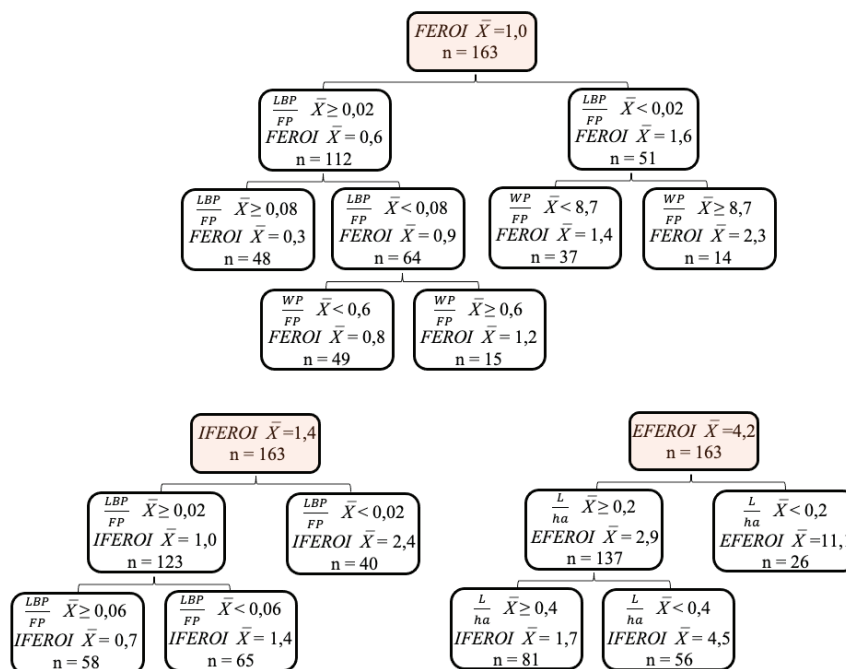 FEROI X̄ =1,0
n = 163
LBP/FP X̄ ≥ 0,02
FEROI X̄ = 0,6
n = 112
LBP/FP X̄ < 0,02
FEROI X̄ = 1,6
n = 51
LBP/FP X̄ ≥ 0,08
FEROI X̄ = 0,3
n = 48
LBP/FP X̄ < 0,08
FEROI X̄ = 0,9
n = 64
WP/FP X̄ < 8,7
FEROI X̄ = 1,4
n = 37
WP/FP X̄ ≥ 8,7
FEROI X̄ = 2,3
n = 14
WP/FP X̄ < 0,6
FEROI X̄ = 0,8
n = 49
WP/FP X̄ ≥ 0,6
FEROI X̄ = 1,2
n = 15
IFEROI X̄ =1,4
n = 163
LBP/FP X̄ ≥ 0,02
IFEROI X̄ = 1,0
n = 123
LBP/FP X̄ < 0,02
IFEROI X̄ = 2,4
n = 40
LBP/FP X̄ ≥ 0,06
IFEROI X̄ = 0,7
n = 58
LBP/FP X̄ < 0,06
IFEROI X̄ = 1,4
n = 65
EFEROI X̄ =4,2
n = 163
L/ha X̄ ≥ 0,2
EFEROI X̄ = 2,9
n = 137
L/ha X̄ < 0,2
EFEROI X̄ =11,
n = 26
L/ha X̄ ≥ 0,4
IFEROI X̄ = 1,7
n = 81
L/ha X̄ < 0,4
IFEROI X̄ = 4,5
n = 56